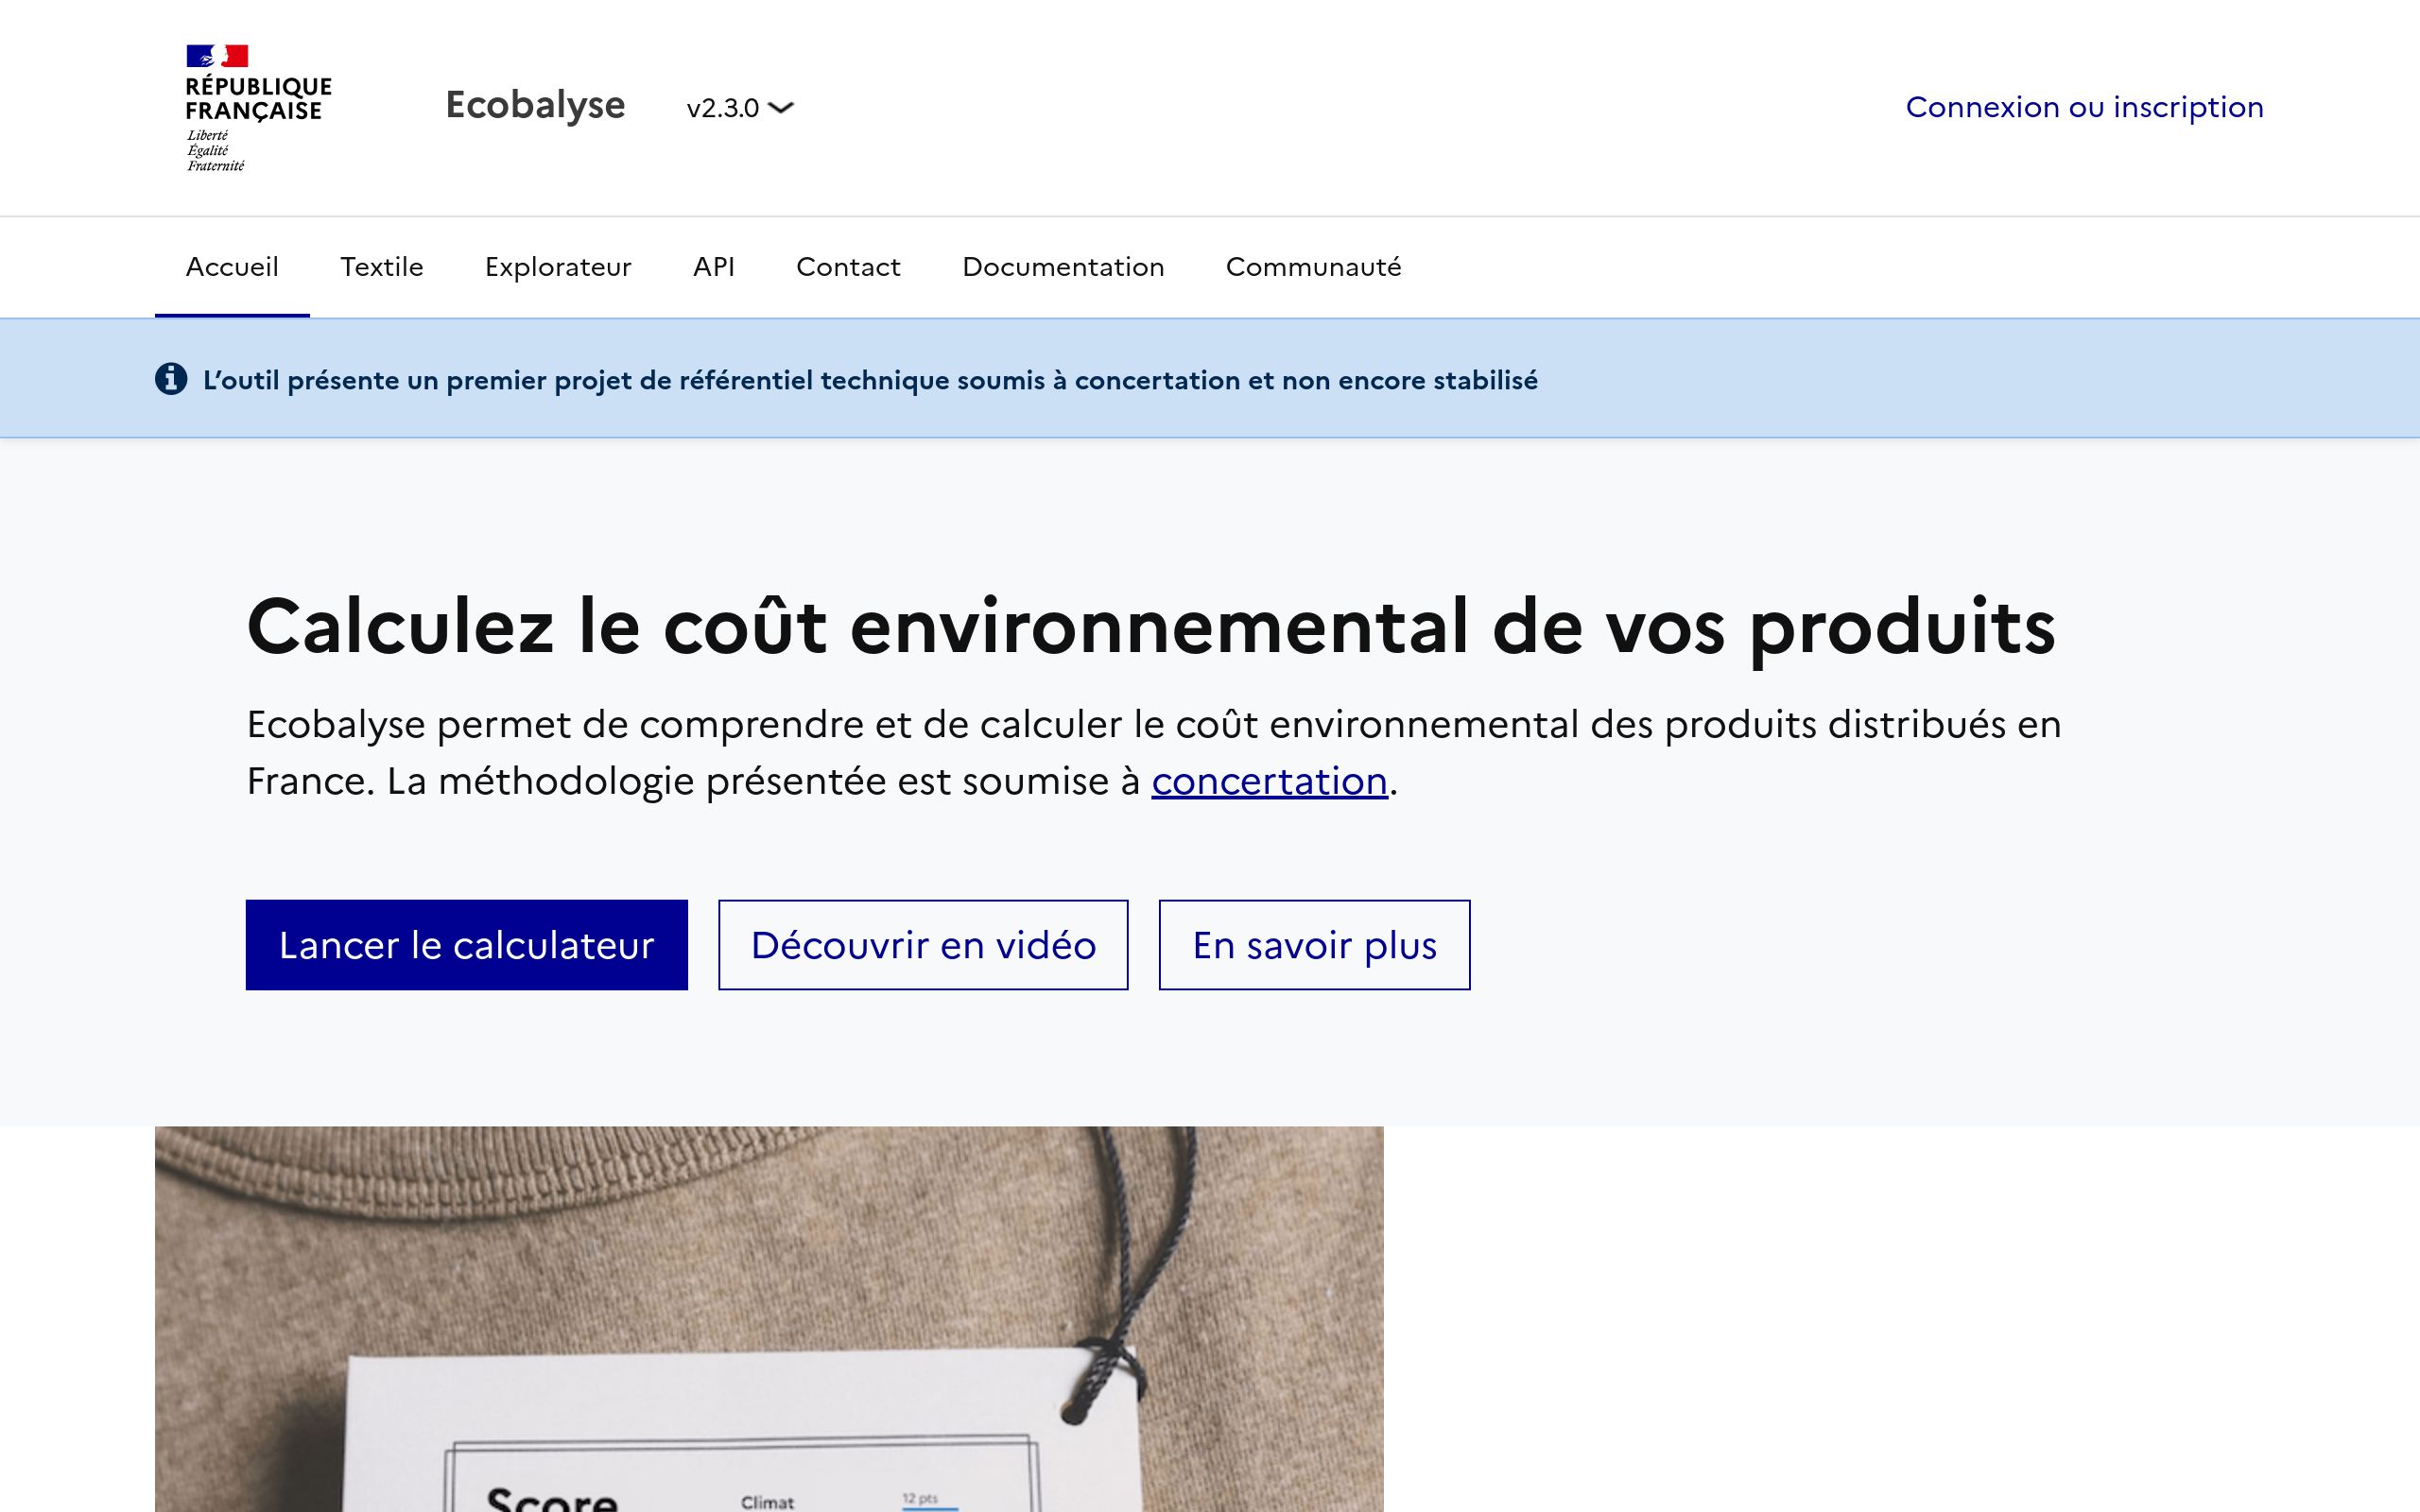 RÉPUBLIQUE
FRANÇAISE
Liberté
Égalité
Fraternité
Ecobalyse
v2.3.0
Connexion ou inscription
Accueil Textile Explorateur API Contact Documentation Communauté
L’outil présente un premier projet de référentiel technique soumis à concertation et non encore stabilisé
Calculez le coût environnemental de vos produits
Ecobalyse permet de comprendre et de calculer le coût environnemental des produits distribués en
France. La méthodologie présentée est soumise à concertation.
Lancer le calculateur Découvrir en vidéo En savoir plus
Score Climat 12 pts